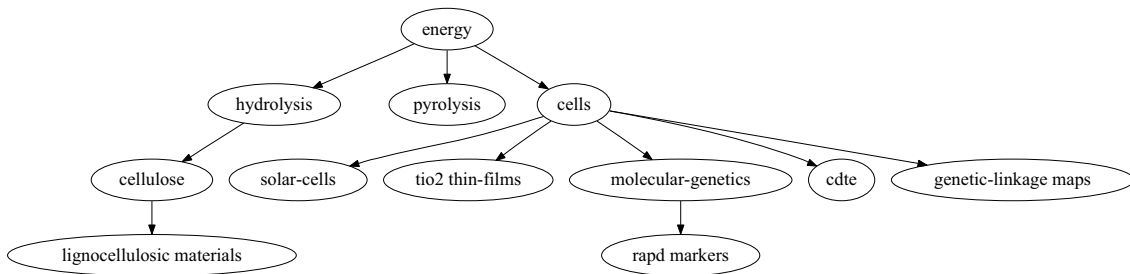 energy
hydrolysis
pyrolysis
cells
cellulose
solar-cells
tio2 thin-films
molecular-genetics
cdte
genetic-linkage maps
lignocellulosic materials
rapd markers